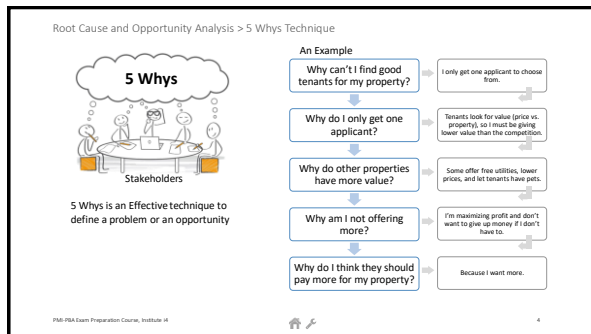 Root Cause and Opportunity Analysis > 5 Whys Technique
5 Whys
Stakeholders
5 Whys is an Effective technique to
define a problem or an opportunity
An Example
Why can't I find good
tenants for my property?
I only get one applicant to choose
from.
Why do I only get one
applicant?
Tenants look for value (price vs.
property), so I must be giving
lower value than the competition.
Why do other properties
have more value?
Some offer free utilities, lower
prices, and let tenants have pets.
Why am I not offering
more?
I'm maximizing profit and don't
want to give up money if I don't
have to.
Why do I think they should
pay more for my property?
Because I want more.
PMI-PBA Exam Preparation Course, Institute i4
4